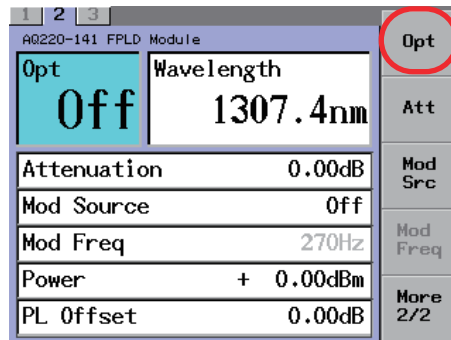 1 2 3
AQ220-141 FPLD Module
Opt
Off
Wavelength
1307.4nm
Attenuation 0.00dB
Mod Source Off
Mod Freq 270Hz
Power + 0.00dBm
PL Offset 0.00dB
Opt
Att
Mod
Src
Mod
Freq
More
2/2